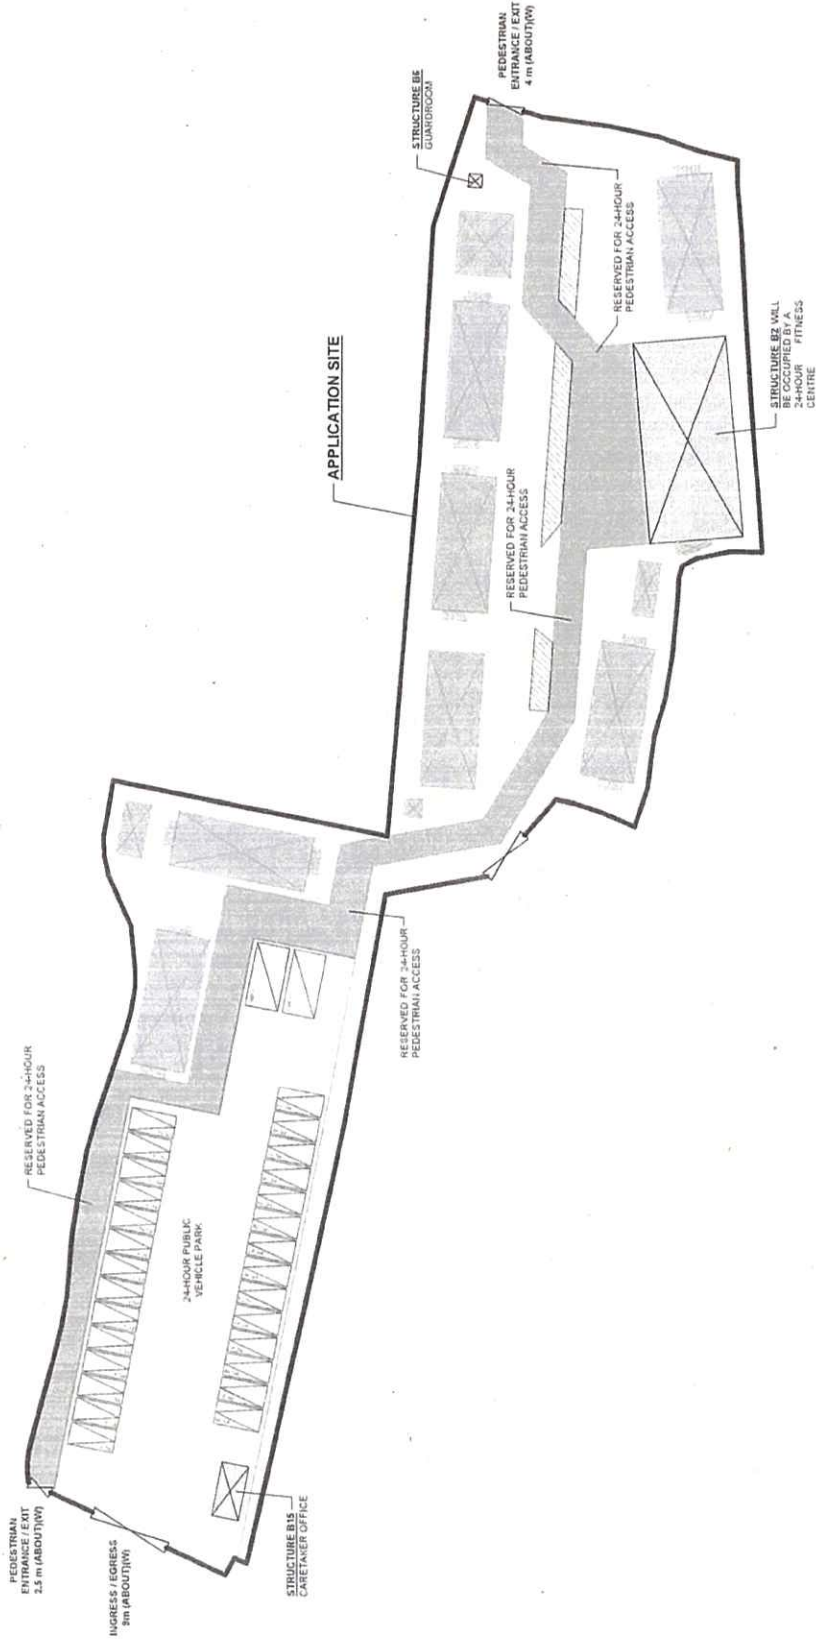 PEDESTRIAN
ENTRANCE / EXIT
4 m (ABOUT)(W)
STRUCTURE B6
GUARDROOM
RESERVED FOR 24-HOUR
PEDESTRIAN ACCESS
APPLICATION SITE
STRUCTURE B2 WILL
BE OCCUPIED BY A
24-HOUR FITNESS
CENTRE
RESERVED FOR 24-HOUR
PEDESTRIAN ACCESS
RESERVED FOR 24-HOUR
PEDESTRIAN ACCESS
RESERVED FOR 24-HOUR
PEDESTRIAN ACCESS
24-HOUR PUBLIC
VEHICLE PARK
PEDESTRIAN
ENTRANCE / EXIT
2.5 m (ABOUT)(W)
INGRESS / EGRESS
9m (ABOUT)(W)
STRUCTURE B15
CARETAKER OFFICE